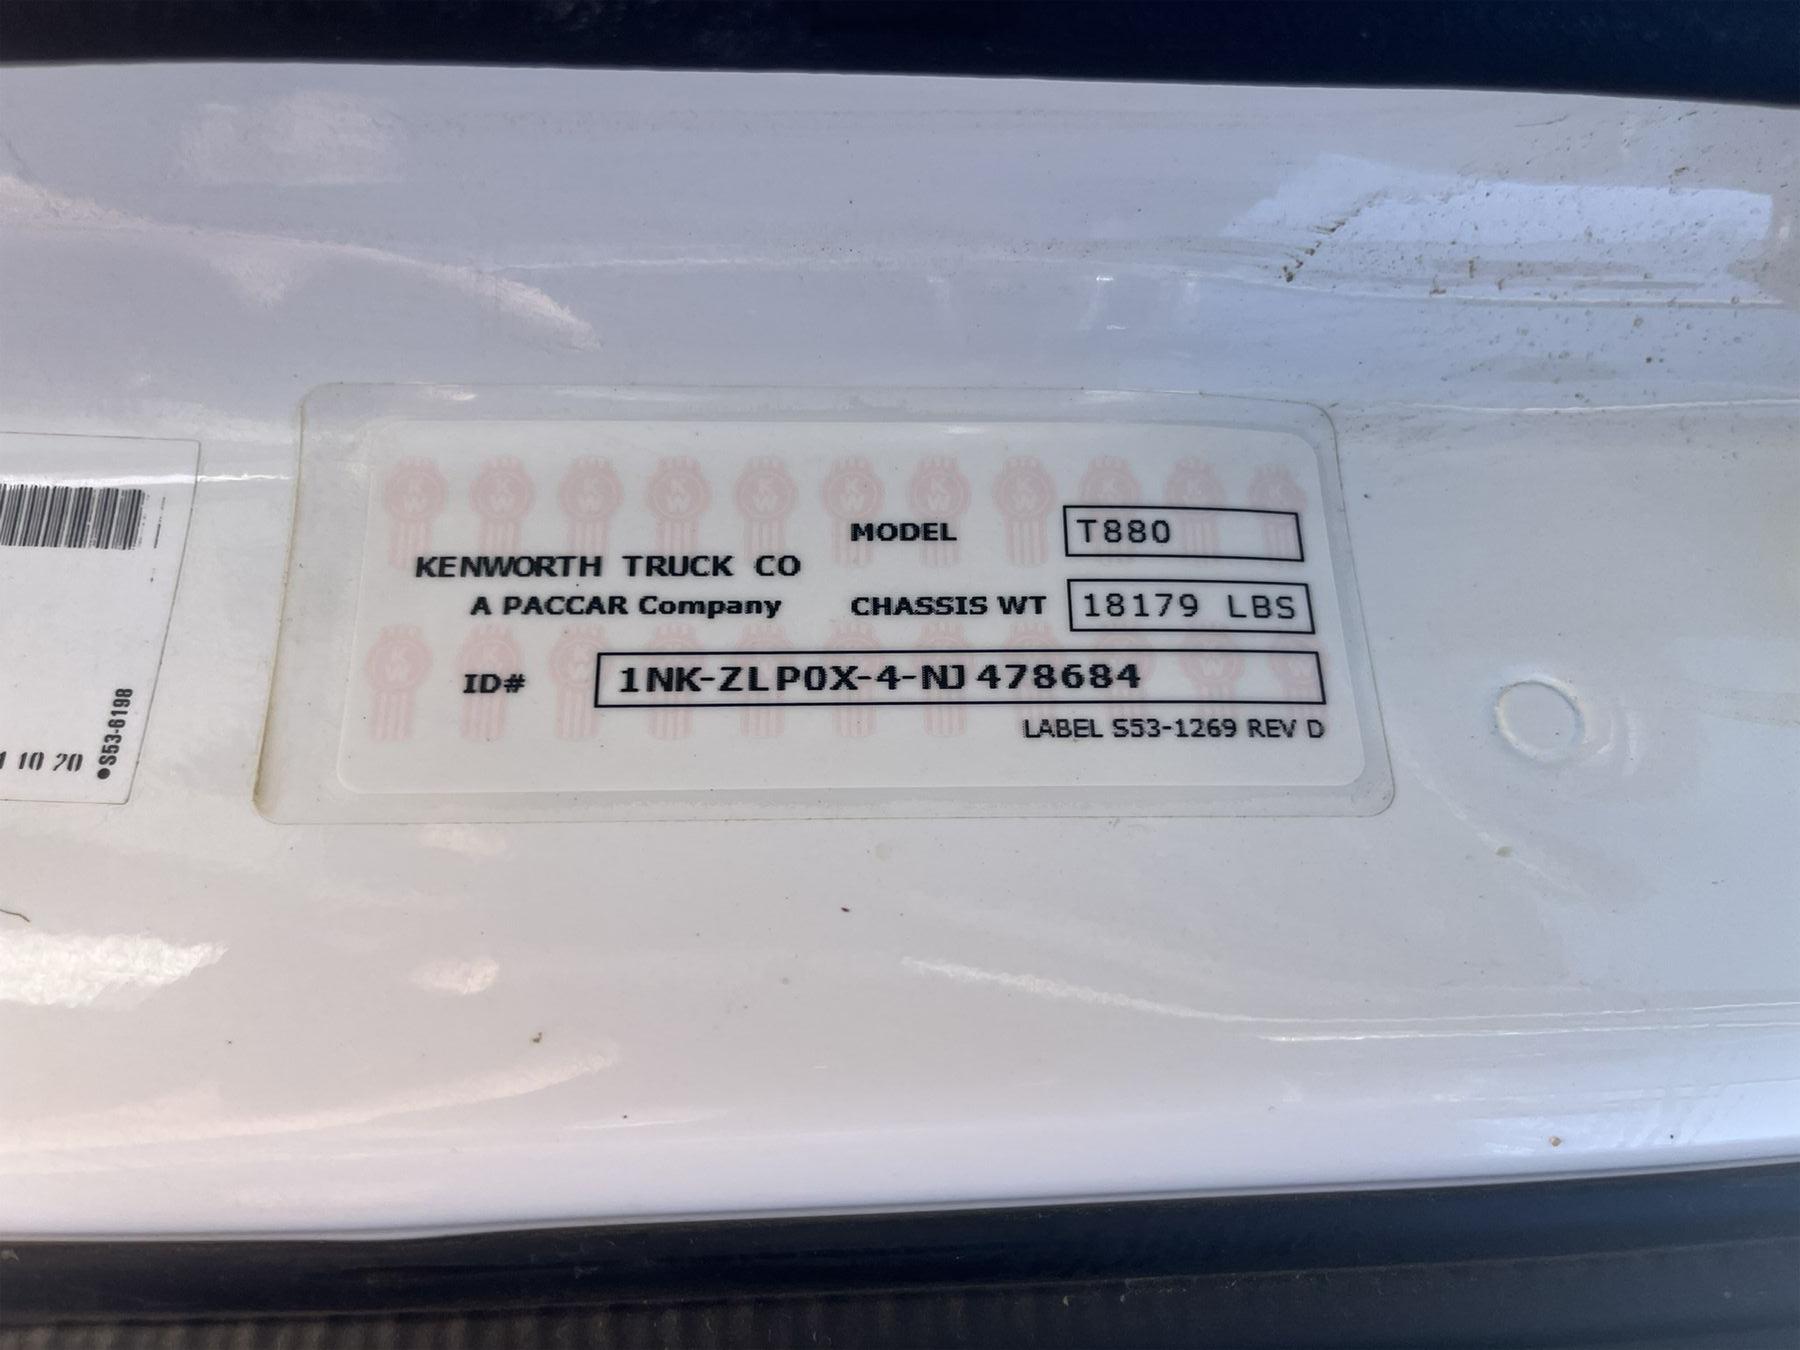 MODEL T880
KENWORTH TRUCK CO
A PACCAR Company
CHASSIS WT 18179 LBS
ID# 1NK-ZLP0X-4-NJ478684
LABEL S53-1269 REV D
10 20
●S53-6198